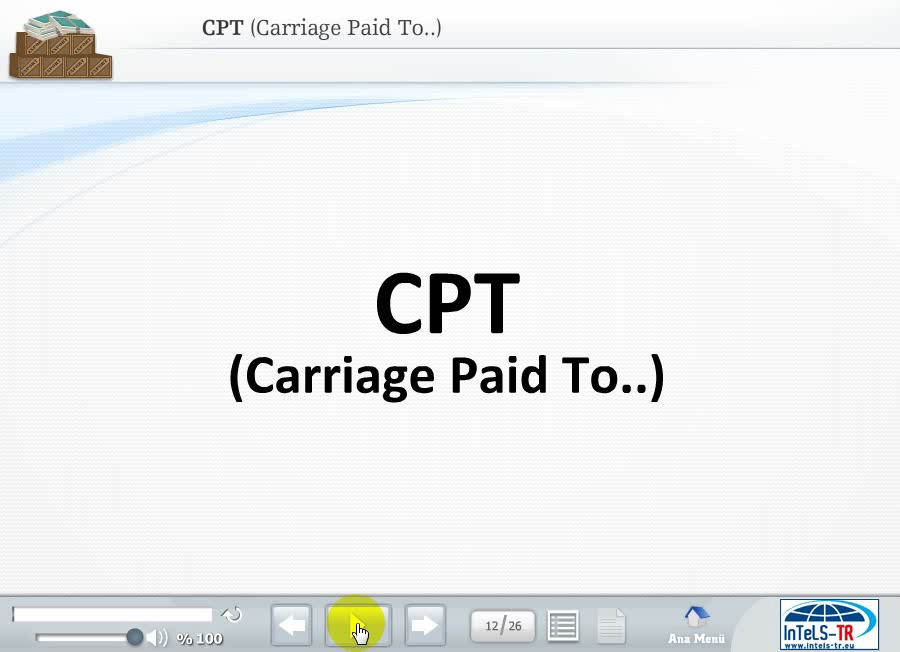 CPT (Carriage Paid To..)
CPT
(Carriage Paid To..)
% 100
12/26
Ana Menü
InTeLS-TR
www.intels-tr.eu